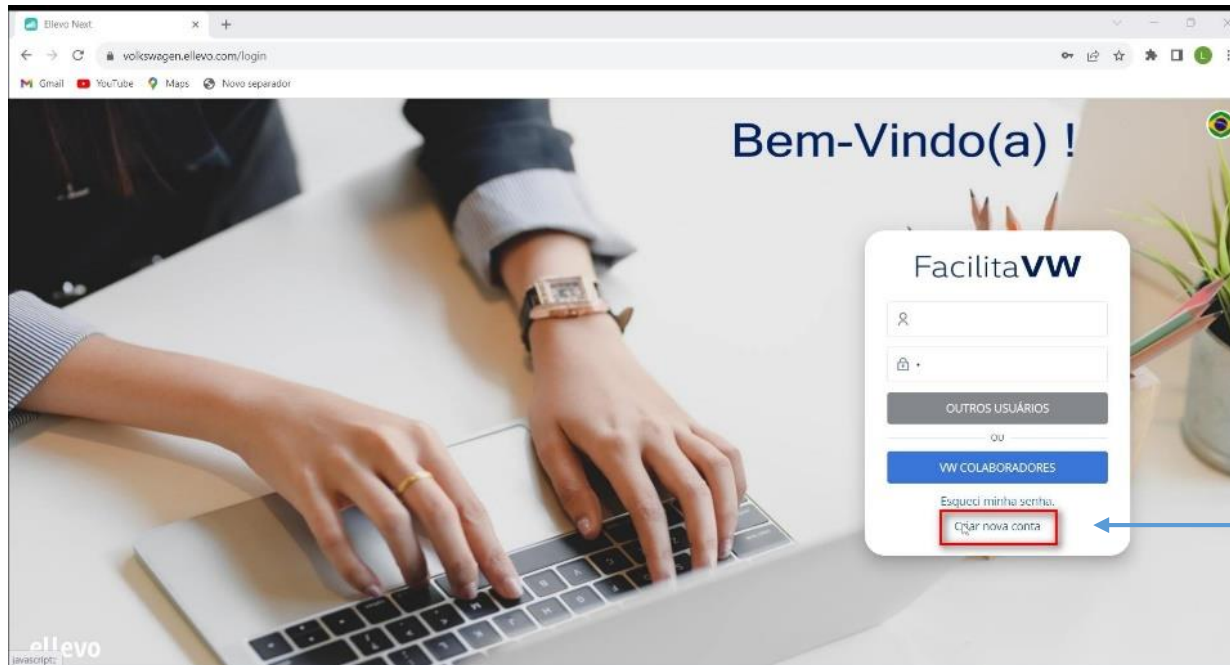 Ellevo Next
volkswagen.ellevo.com/login
L
Gmail YouTube Maps Novo separador
Bem-Vindo(a) !
FacilitaVW
OUTROS USUÁRIOS
OU
VW COLABORADORES
Esqueci minha senha.
Criar nova conta
ellevo
javascript:;